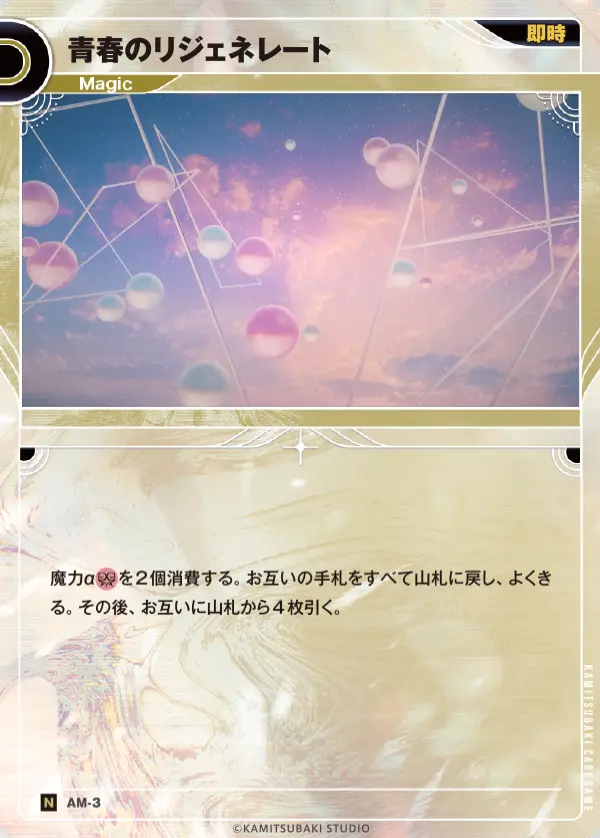 青春のリジェネレート
即時
Magic
魔力αを2個消費する。お互いの手札をすべて山札に戻し、よくき
る。その後、お互いに山札から4枚引く。
KAMITSUBAKI CARD GAME
N AM-3
©KAMITSUBAKI STUDIO